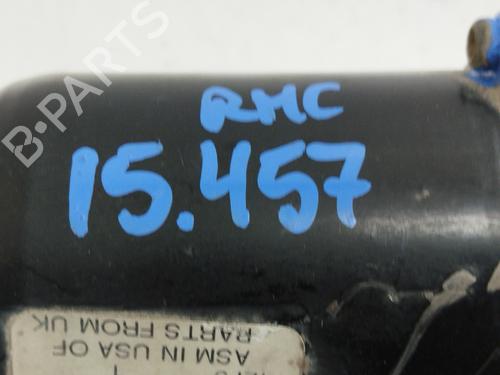 B-PARTS
RMC
15.457
ASM IN USA OF
PARTS FROM UK